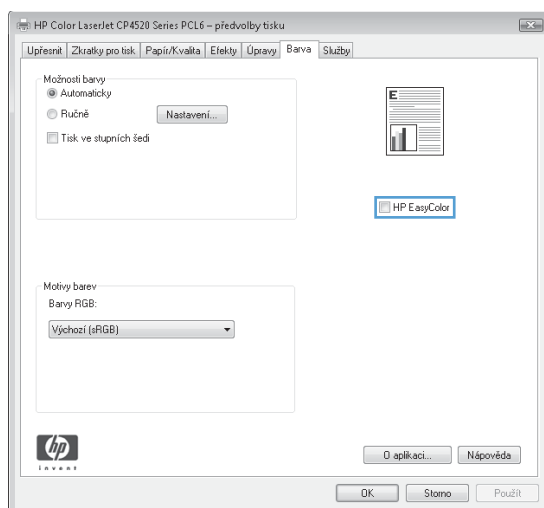 HP Color LaserJet CP4520 Series PCL6 – předvolby tisku
Upřesnit Zkratky pro tisk Papír/Kvalita Efekty Úpravy Barva Služby
Možnosti barvy
Automaticky
Ručně Nastavení...
Tisk ve stupních šedi
E
HP EasyColor
Motivy barev
Barvy RGB:
Výchozí (sRGB)
hp
invent
O aplikaci... Nápověda
OK Storno Použít